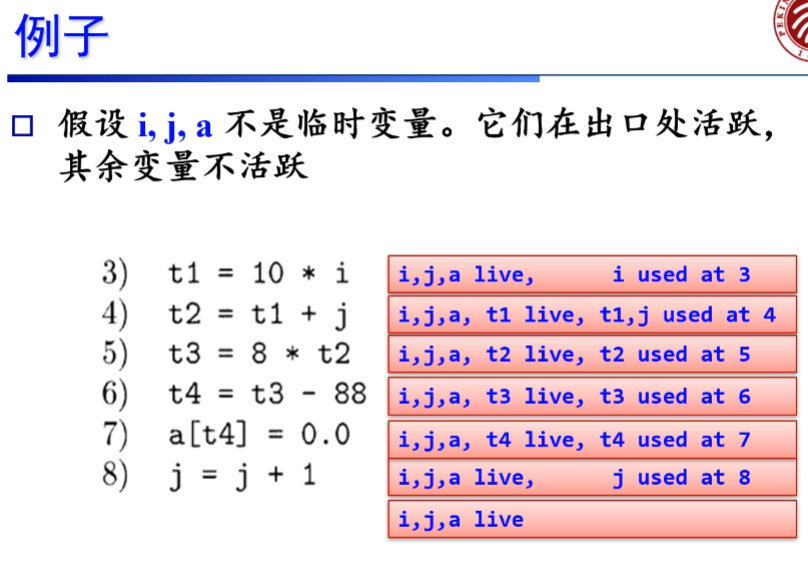 例子
PEKI
1
假设 i, j, a 不是临时变量。它们在出口处活跃，
其余变量不活跃
3) t1 = 10 * i i,j,a live, i used at 3
4) t2 = t1 + j i,j,a, t1 live, t1,j used at 4
5) t3 = 8 * t2 i,j,a, t2 live, t2 used at 5
6) t4 = t3 - 88 i,j,a, t3 live, t3 used at 6
7) a[t4] = 0.0 i,j,a, t4 live, t4 used at 7
8) j = j + 1 i,j,a live, j used at 8
i,j,a live